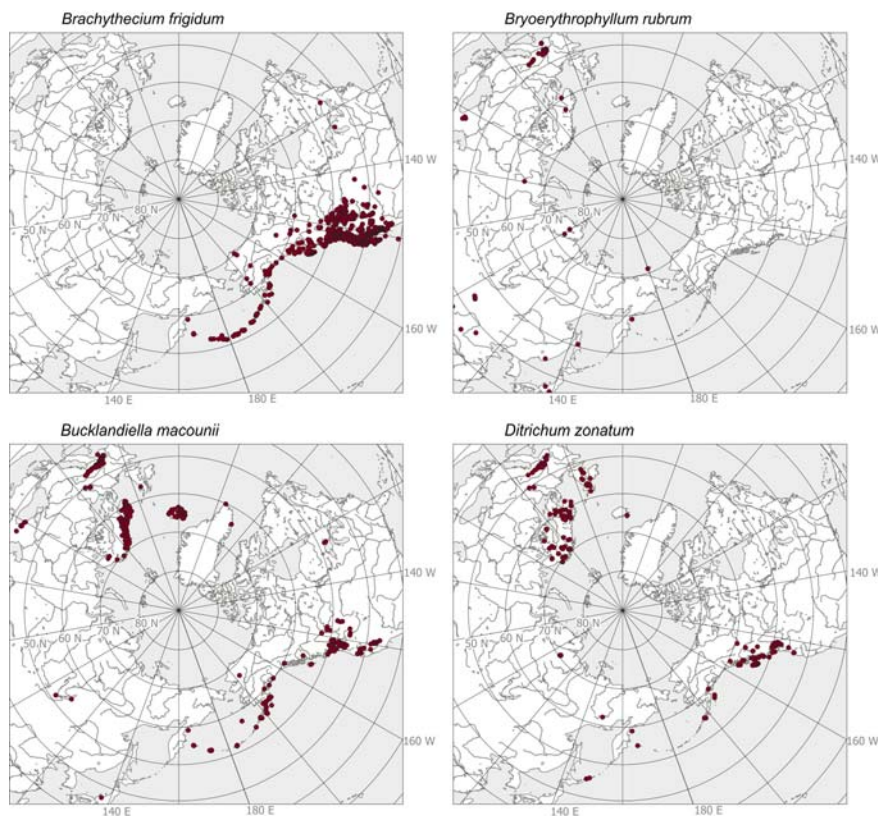 Brachythecium frigidum
Bryoerythrophyllum rubrum
140 W
50 N 60 N 70 N 80 N
160 W
140 E
180 E
140 W
50 N 60 N 70 N 80 N
160 W
140 E
180 E
Bucklandiella macounii
Ditrichum zonatum
140 W
50 N 60 N 70 N 80 N
160 W
140 E
180 E
140 W
50 N 60 N 70 N 80 N
160 W
140 E
180 E